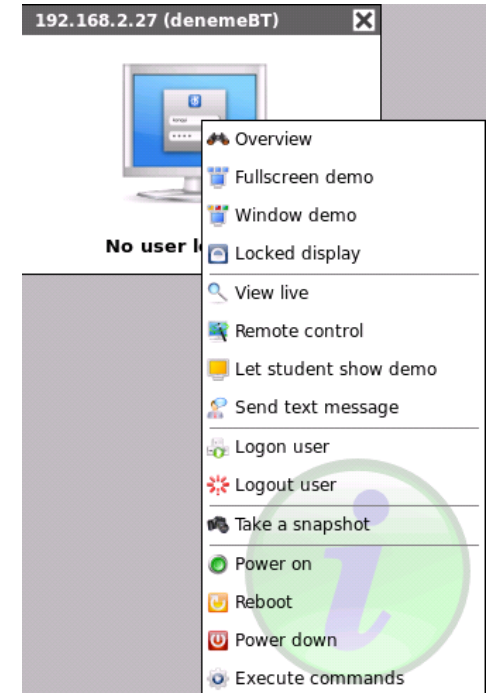 192.168.2.27 (denemeBT)
No user l
Overview
Fullscreen demo
Window demo
Locked display
View live
Remote control
Let student show demo
Send text message
Logon user
Logout user
Take a snapshot
Power on
Reboot
Power down
Execute commands